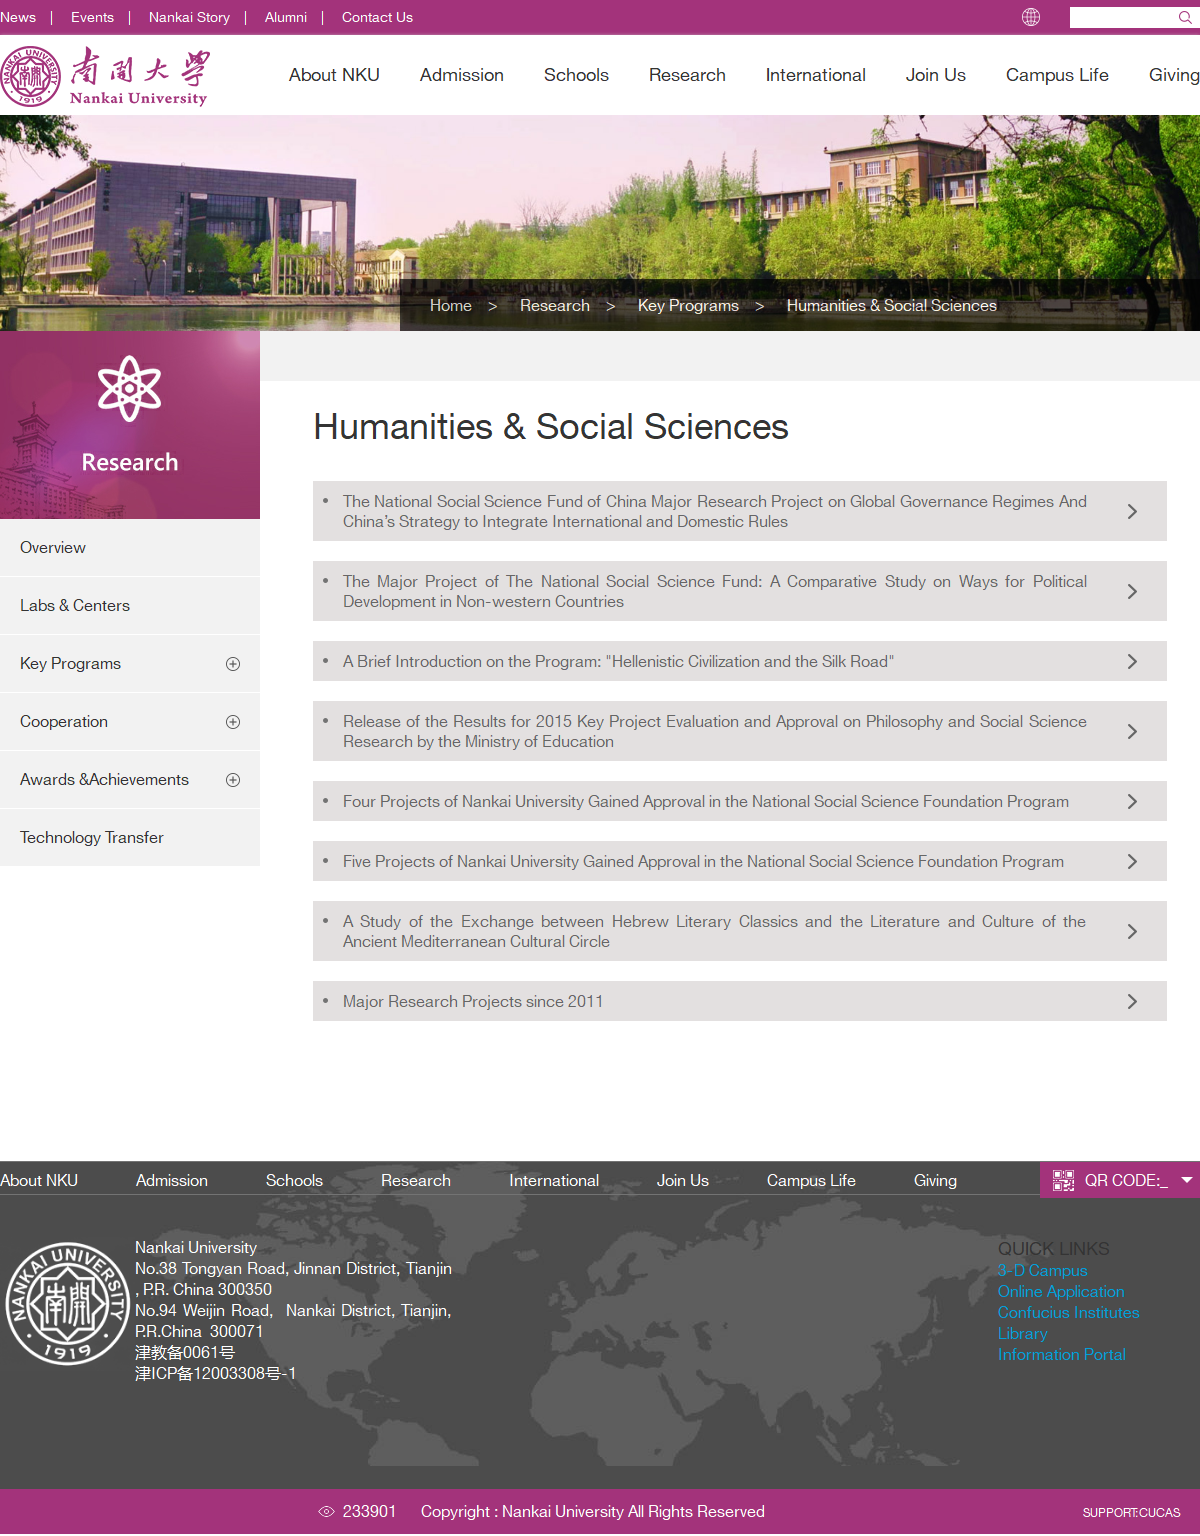 News | Events | Nankai Story | Alumni | Contact Us
NANKAI UNIVERSITY
南開
1919
南開大學
Nankai University
About NKU Admission Schools Research International Join Us Campus Life Giving
Home > Research > Key Programs > Humanities & Social Sciences
Research
Overview
Labs & Centers
Key Programs
Cooperation
Awards &Achievements
Technology Transfer
Humanities & Social Sciences
• The National Social Science Fund of China Major Research Project on Global Governance Regimes And
China’s Strategy to Integrate International and Domestic Rules
• The Major Project of The National Social Science Fund: A Comparative Study on Ways for Political
Development in Non-western Countries
• A Brief Introduction on the Program: "Hellenistic Civilization and the Silk Road"
• Release of the Results for 2015 Key Project Evaluation and Approval on Philosophy and Social Science
Research by the Ministry of Education
• Four Projects of Nankai University Gained Approval in the National Social Science Foundation Program
• Five Projects of Nankai University Gained Approval in the National Social Science Foundation Program
• A Study of the Exchange between Hebrew Literary Classics and the Literature and Culture of the
Ancient Mediterranean Cultural Circle
• Major Research Projects since 2011
About NKU Admission Schools Research International Join Us Campus Life Giving
QR CODE:_
NANKAI UNIVERSITY
南開
1919
Nankai University
No.38 Tongyan Road, Jinnan District, Tianjin
, P.R. China 300350
No.94 Weijin Road, Nankai District, Tianjin,
P.R.China 300071
津教备0061号
津ICP备12003308号-1
QUICK LINKS
3-D Campus
Online Application
Confucius Institutes
Library
Information Portal
233901 Copyright : Nankai University All Rights Reserved
SUPPORT:CUCAS